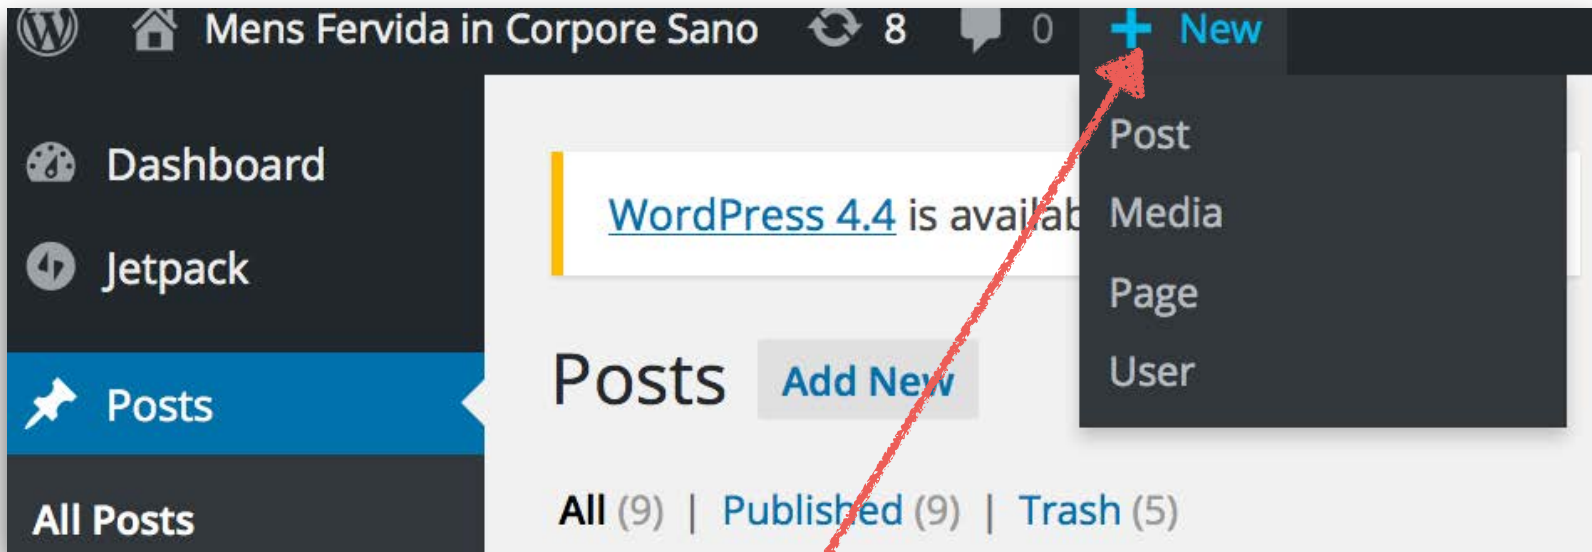 Mens Fervida in Corpore Sano 8 0 + New
Dashboard
Jetpack
Posts
All Posts
WordPress 4.4 is availab
Posts Add New
All (9) | Published (9) | Trash (5)
Post
Media
Page
User